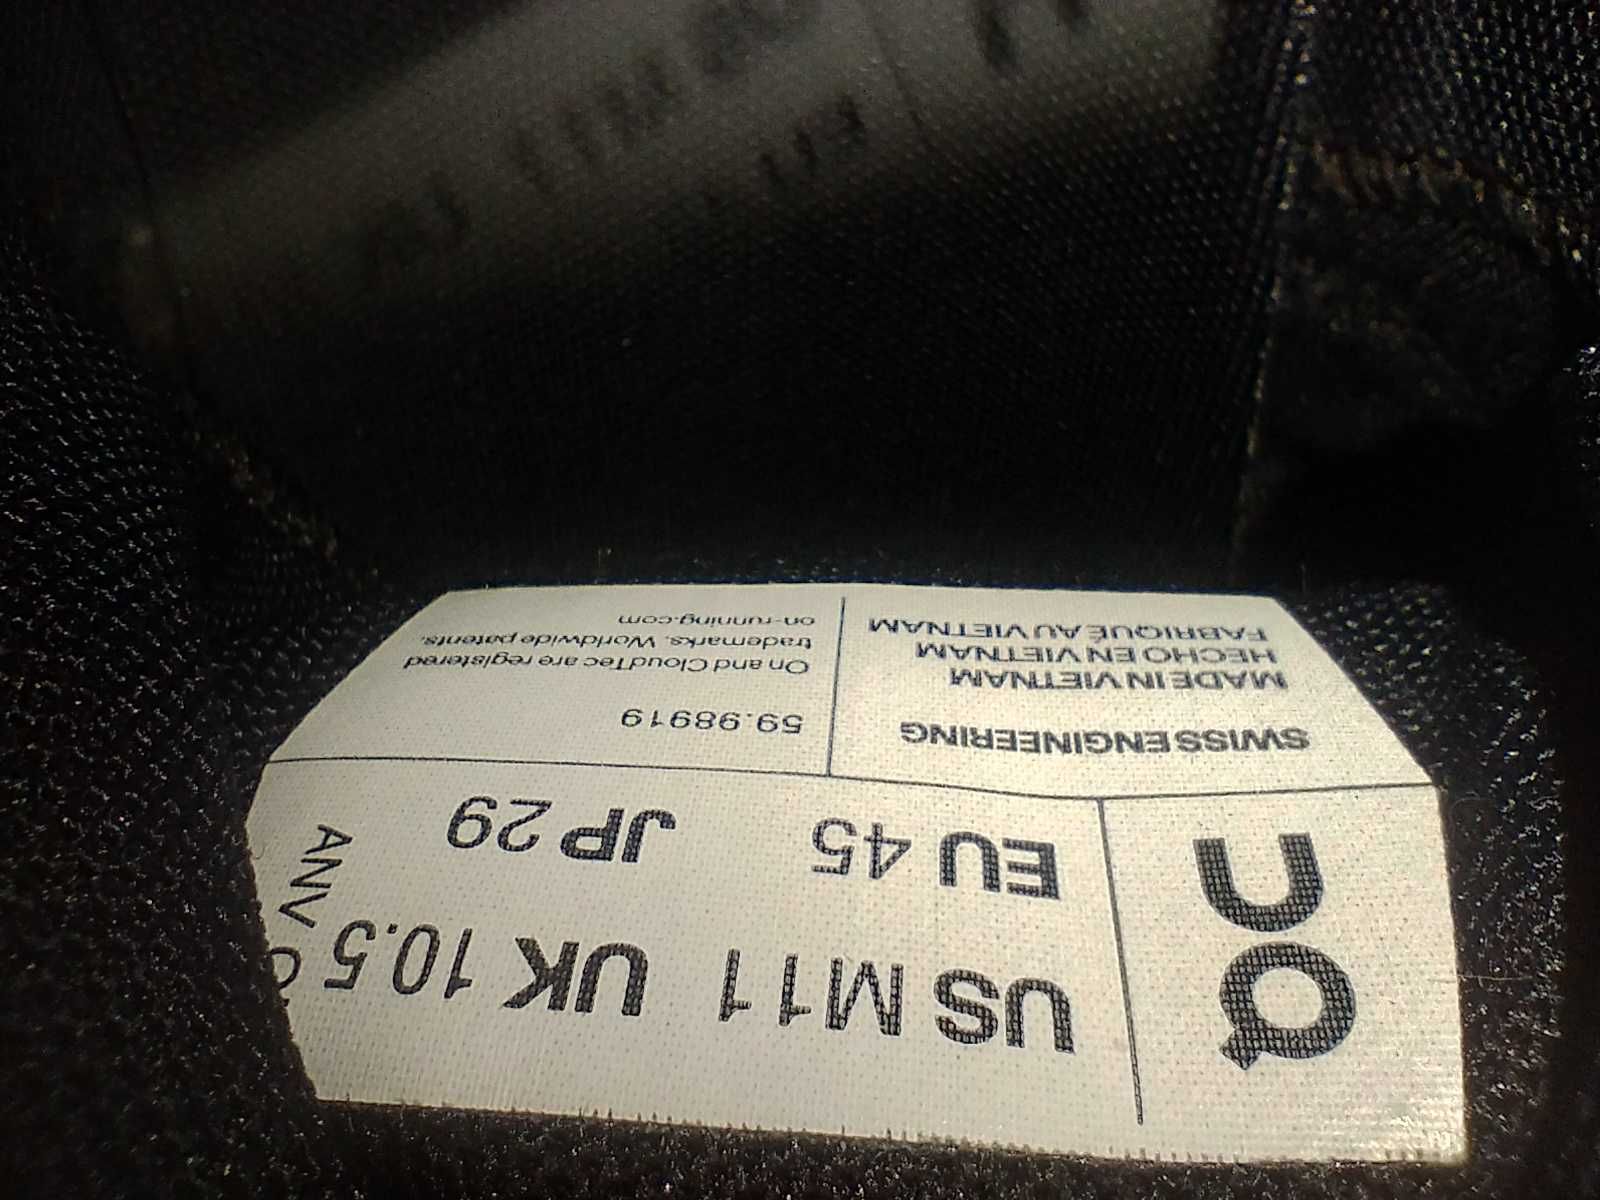 On
US M11 UK 10.5
EU 45 JP 29
ANV
SWISS ENGINEERING
MADE IN VIETNAM
HECHO EN VIETNAM
FABRIQUÉ AU VIETNAM
59.98919
On and CloudTec are registered
trademarks. Worldwide patents.
on-running.com